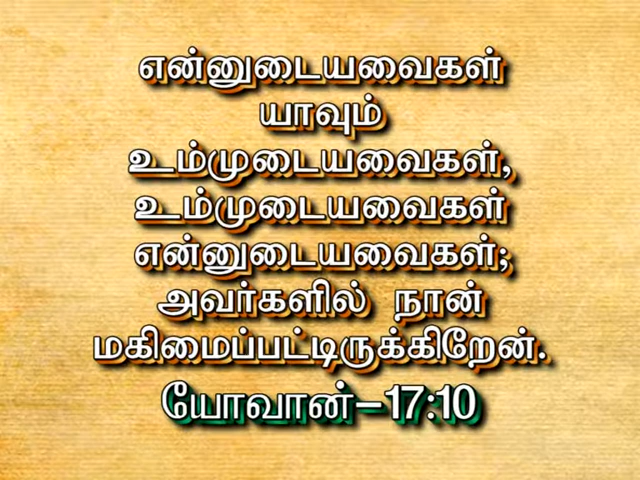 என்னுடையவைகள்
யாவும்
உம்முடையவைகள்,
உம்முடையவைகள்
என்னுடையவைகள்;
அவர்களில் நான்
மகிமைப்பட்டிருக்கிறேன்.
யோவான்-17:10